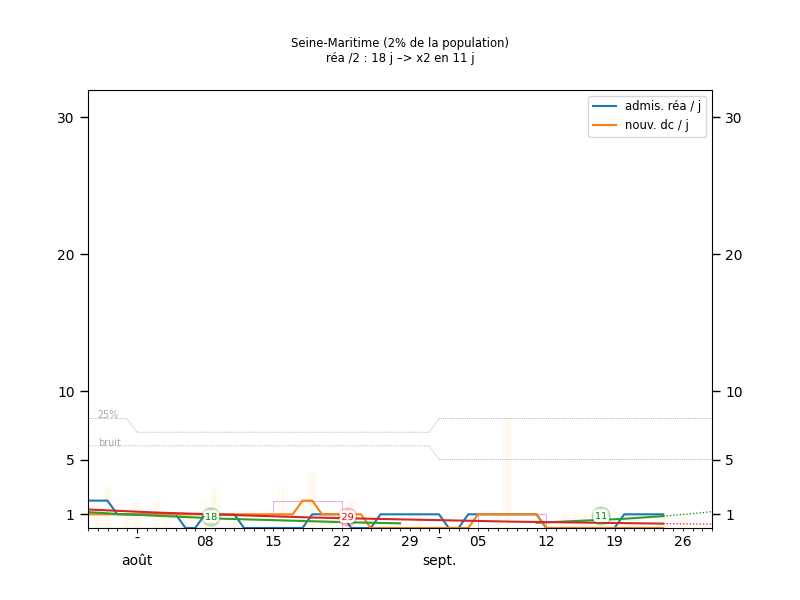 Seine-Maritime (2% de la population)
réa /2 : 18 j –> x2 en 11 j
admis. réa / j
nouv. dc / j
30 30
20 20
10 10
25%
bruit
5 5
1 18 29 11 1
- 08 15 22 29 - 05 12 19 26
août sept.